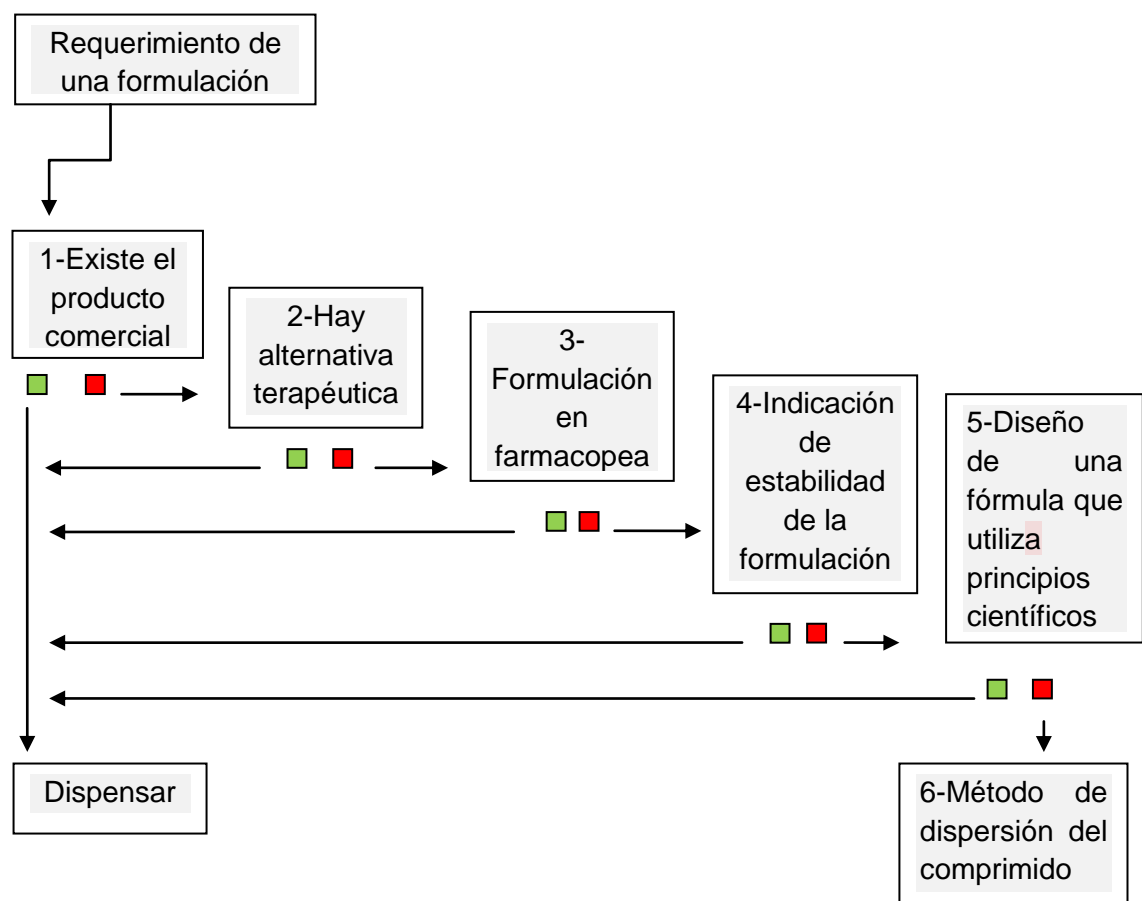 Requerimiento de
una formulación
1-Existe el
producto
comercial
2-Hay
alternativa
terapéutica
3-
Formulación
en
farmacopea
4-Indicación
de
estabilidad
de la
formulación
5-Diseño
de una
fórmula que
utiliza
principios
científicos
Dispensar
6-Método de
dispersión del
comprimido